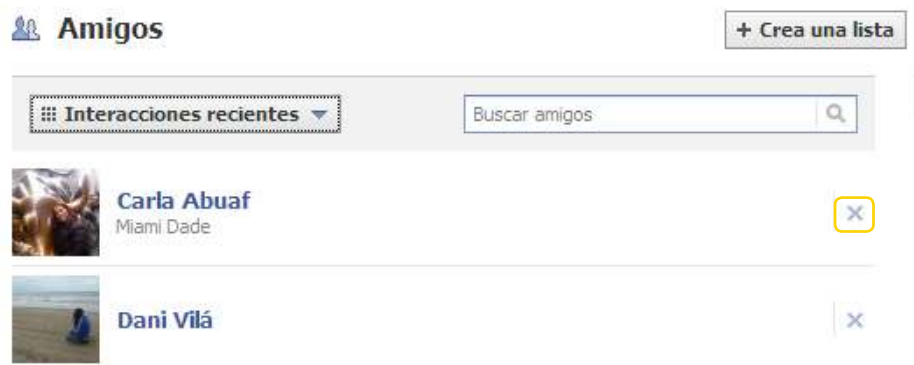 Amigos
+ Crea una lista
Interacciones recientes
Buscar amigos
Carla Abuaf
Miami Dade
Dani Vilá